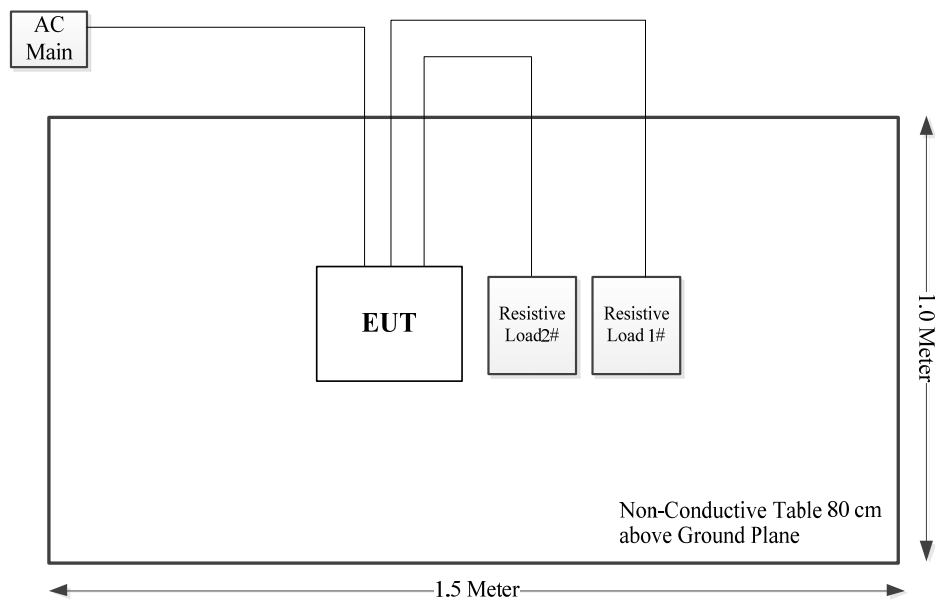 AC
Main
EUT
Resistive
Load2#
Resistive
Load 1#
1.0 Meter
Non-Conductive Table 80 cm
above Ground Plane
1.5 Meter